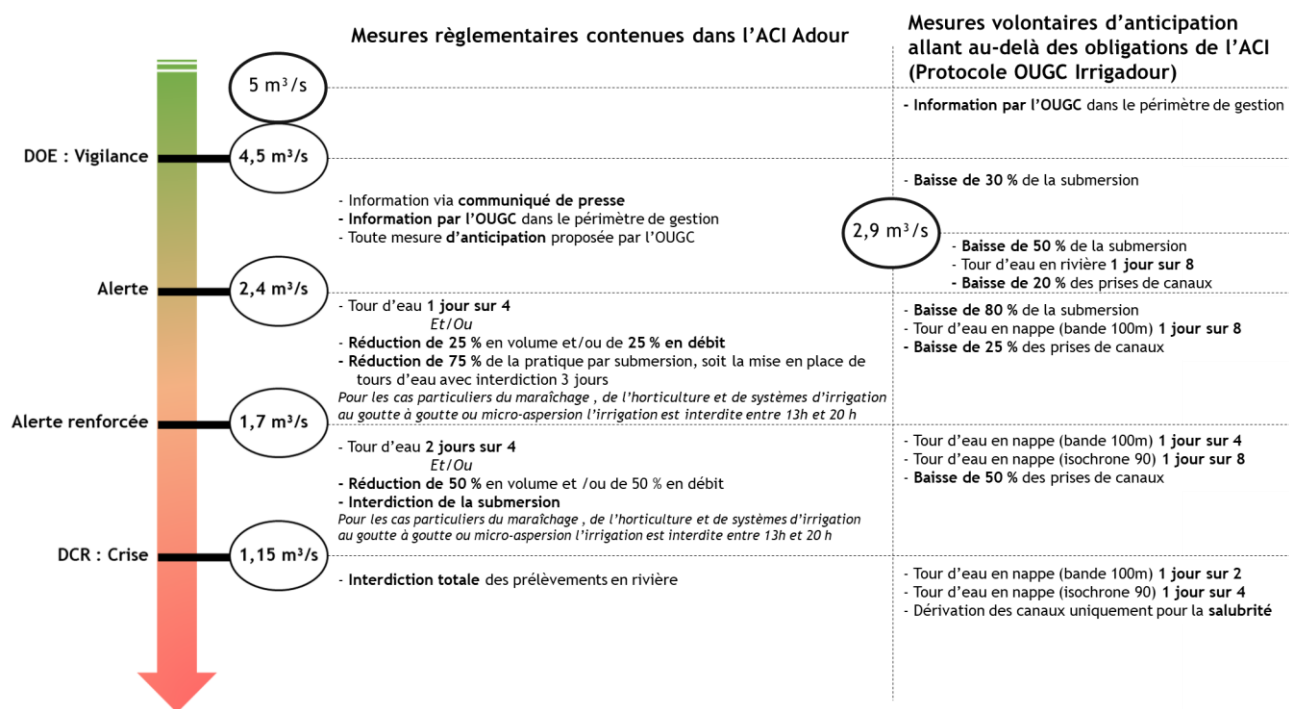 Mesures règlementaires contenues dans l'ACI Adour
Mesures volontaires d'anticipation
allant au-delà des obligations de l'ACI
(Protocole OUGC Irrigadour)
5 m³/s
- Information par l'OUGC dans le périmètre de gestion
DOE : Vigilance
4,5 m³/s
- Baisse de 30 % de la submersion
- Information via communiqué de presse
- Information par l'OUGC dans le périmètre de gestion
- Toute mesure d'anticipation proposée par l'OUGC
2,9 m³/s
- Baisse de 50 % de la submersion
- Tour d'eau en rivière 1 jour sur 8
- Baisse de 20 % des prises de canaux
Alerte
2,4 m³/s
- Tour d'eau 1 jour sur 4
Et/Ou
- Réduction de 25 % en volume et/ou de 25 % en débit
- Réduction de 75 % de la pratique par submersion, soit la mise en place de
tours d'eau avec interdiction 3 jours
Pour les cas particuliers du maraîchage , de l'horticulture et de systèmes d'irrigation
au goutte à goutte ou micro-aspersion l'irrigation est interdite entre 13h et 20 h
- Baisse de 80 % de la submersion
- Tour d'eau en nappe (bande 100m) 1 jour sur 8
- Baisse de 25 % des prises de canaux
Alerte renforcée
1,7 m³/s
- Tour d'eau 2 jours sur 4
Et/Ou
- Réduction de 50 % en volume et /ou de 50 % en débit
- Interdiction de la submersion
Pour les cas particuliers du maraîchage , de l'horticulture et de systèmes d'irrigation
au goutte à goutte ou micro-aspersion l'irrigation est interdite entre 13h et 20 h
- Tour d'eau en nappe (bande 100m) 1 jour sur 4
- Tour d'eau en nappe (isochrone 90) 1 jour sur 8
- Baisse de 50 % des prises de canaux
DCR : Crise
1,15 m³/s
- Interdiction totale des prélèvements en rivière
- Tour d'eau en nappe (bande 100m) 1 jour sur 2
- Tour d'eau en nappe (isochrone 90) 1 jour sur 4
- Dérivation des canaux uniquement pour la salubrité